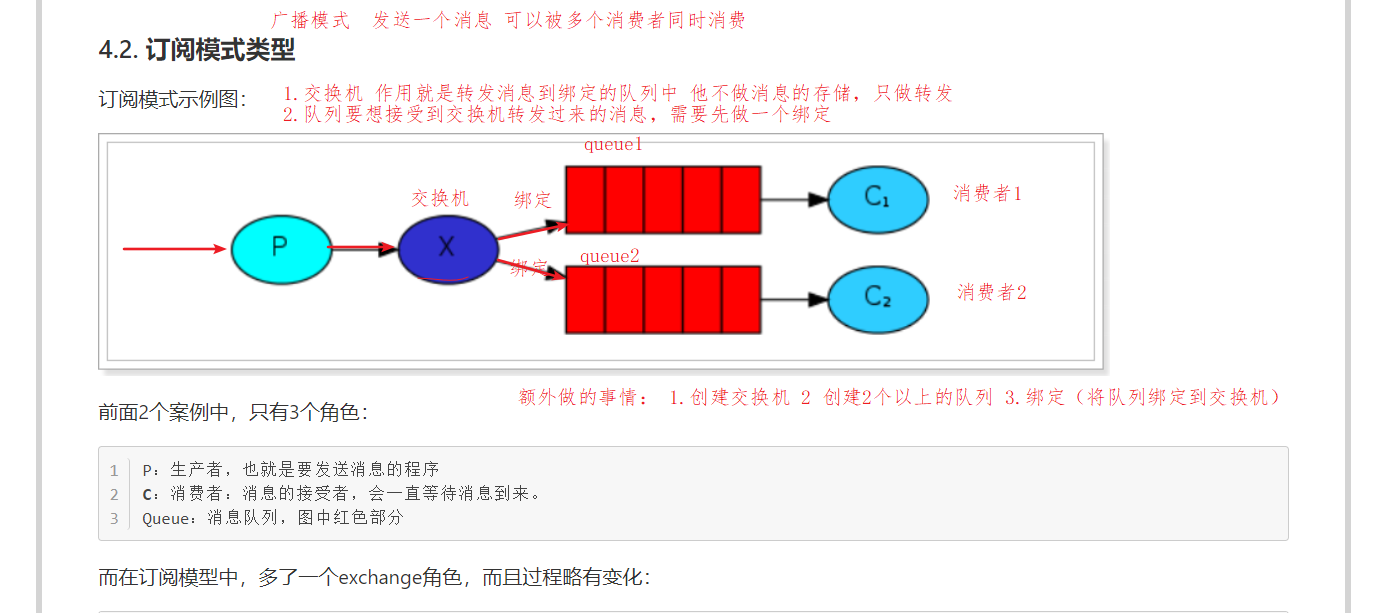 广播模式 发送一个消息 可以被多个消费者同时消费
4.2. 订阅模式类型
订阅模式示例图：
1.交换机 作用就是转发消息到绑定的队列中 他不做消息的存储，只做转发
2.队列要想接受到交换机转发过来的消息，需要先做一个绑定
queue1
交换机 绑定 C₁ 消费者1
P X
绑定 queue2
C₂ 消费者2
额外做的事情： 1.创建交换机 2 创建2个以上的队列 3.绑定（将队列绑定到交换机）
前面2个案例中，只有3个角色：
1 P：生产者，也就是要发送消息的程序
2 C：消费者：消息的接受者，会一直等待消息到来。
3 Queue：消息队列，图中红色部分
而在订阅模型中，多了一个exchange角色，而且过程略有变化：